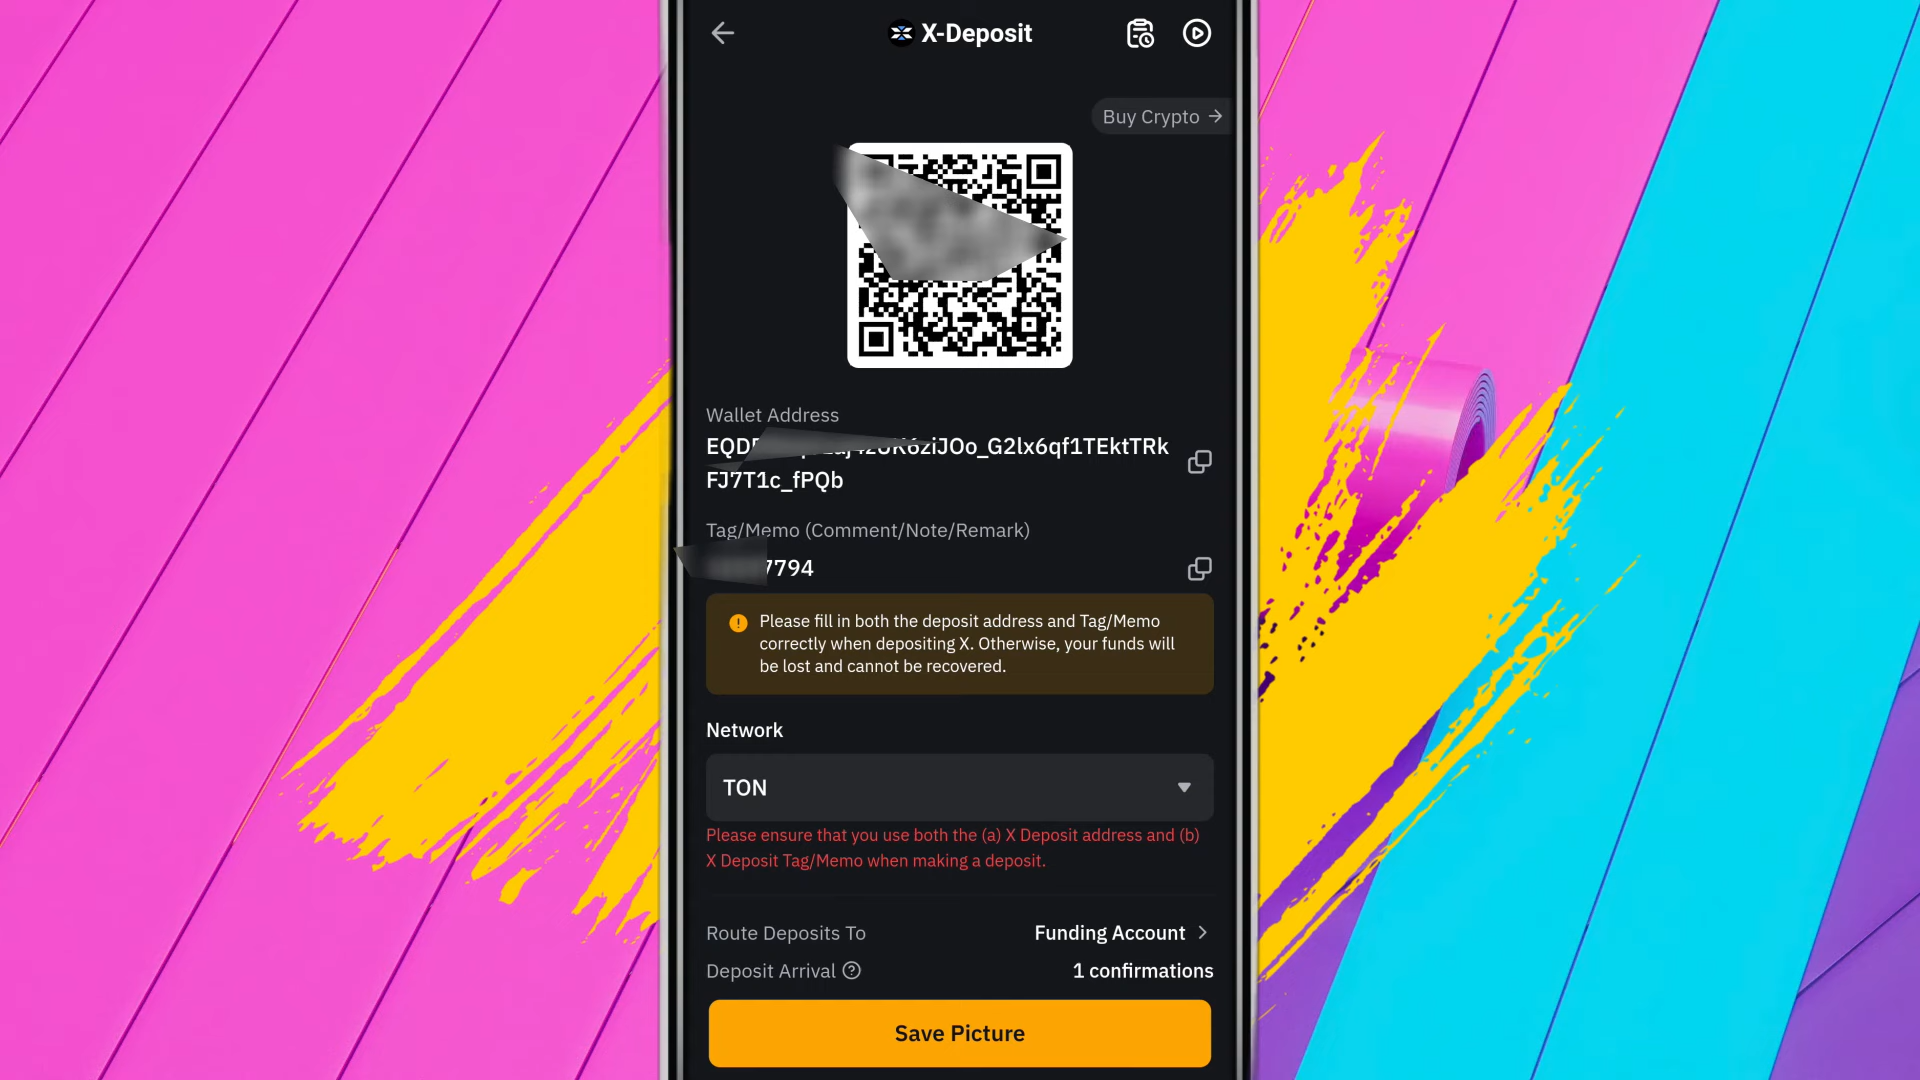 X-Deposit
Buy Crypto
Wallet Address
FJ7T1c_fPQb
Tag/Memo (Comment/Note/Remark)
Please fill in both the deposit address and Tag/Memo
correctly when depositing X. Otherwise, your funds will
be lost and cannot be recovered.
Network
TON
Please ensure that you use both the (a) X Deposit address and (b)
X Deposit Tag/Memo when making a deposit.
Route Deposits To
Funding Account
Deposit Arrival
1 confirmations
Save Picture